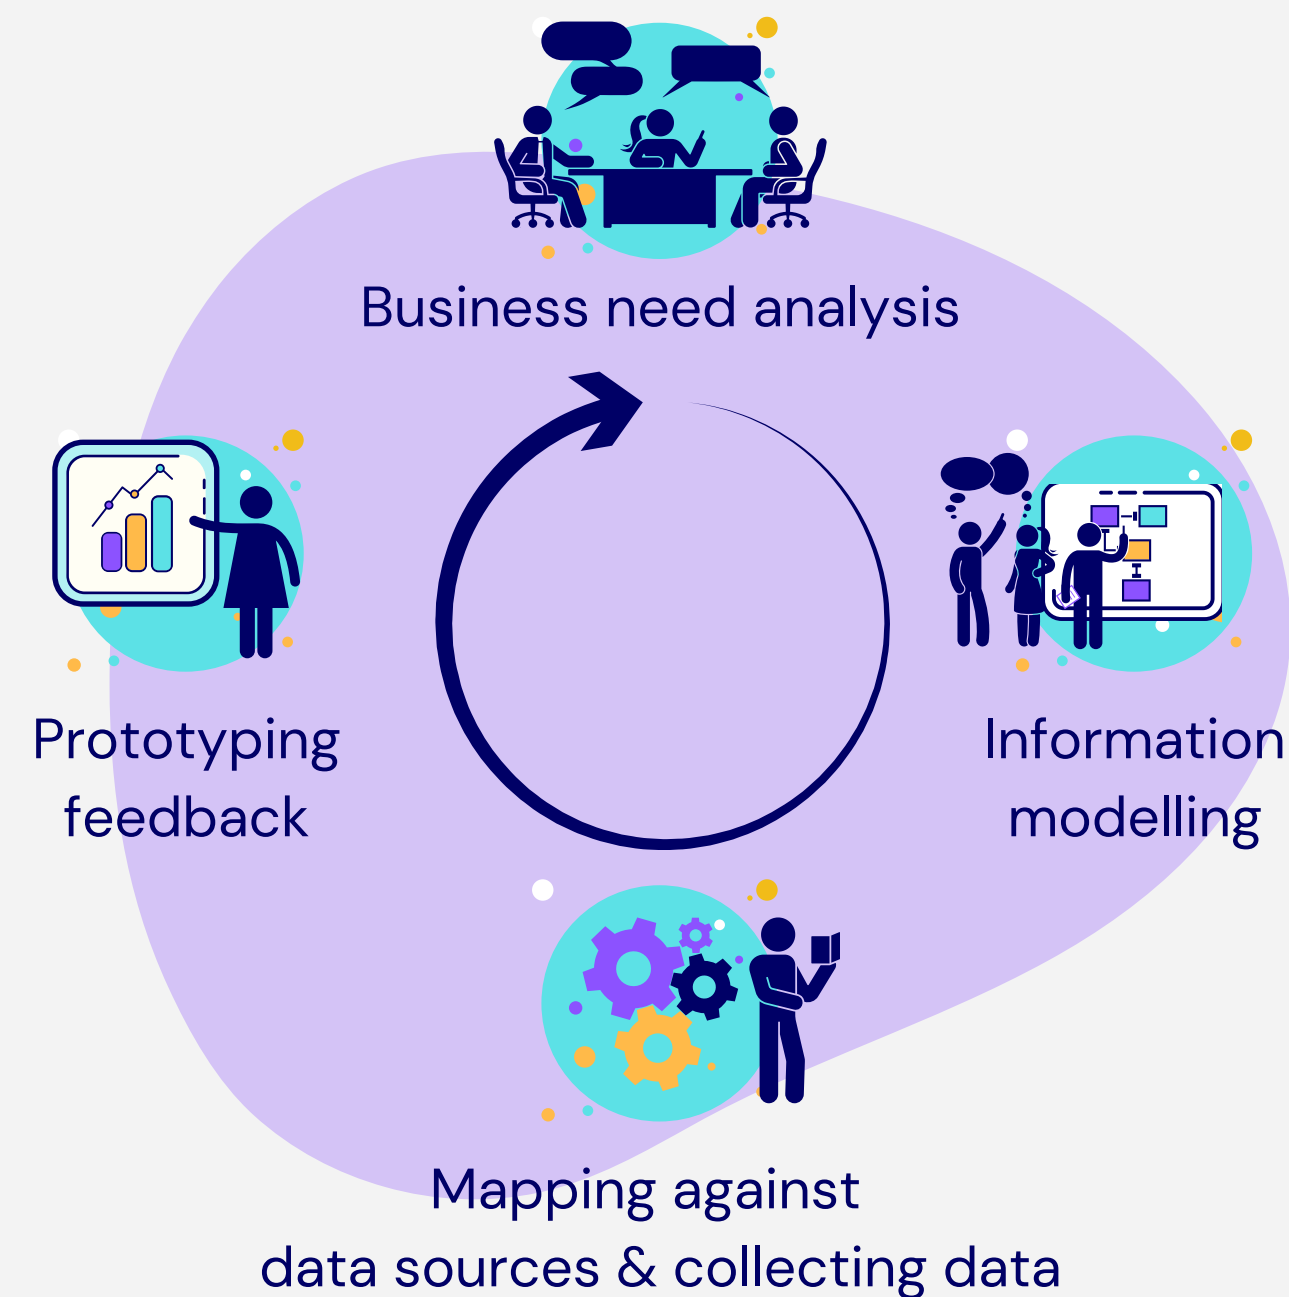 Business need analysis
Prototyping
feedback
Information
modelling
Mapping against
data sources & collecting data